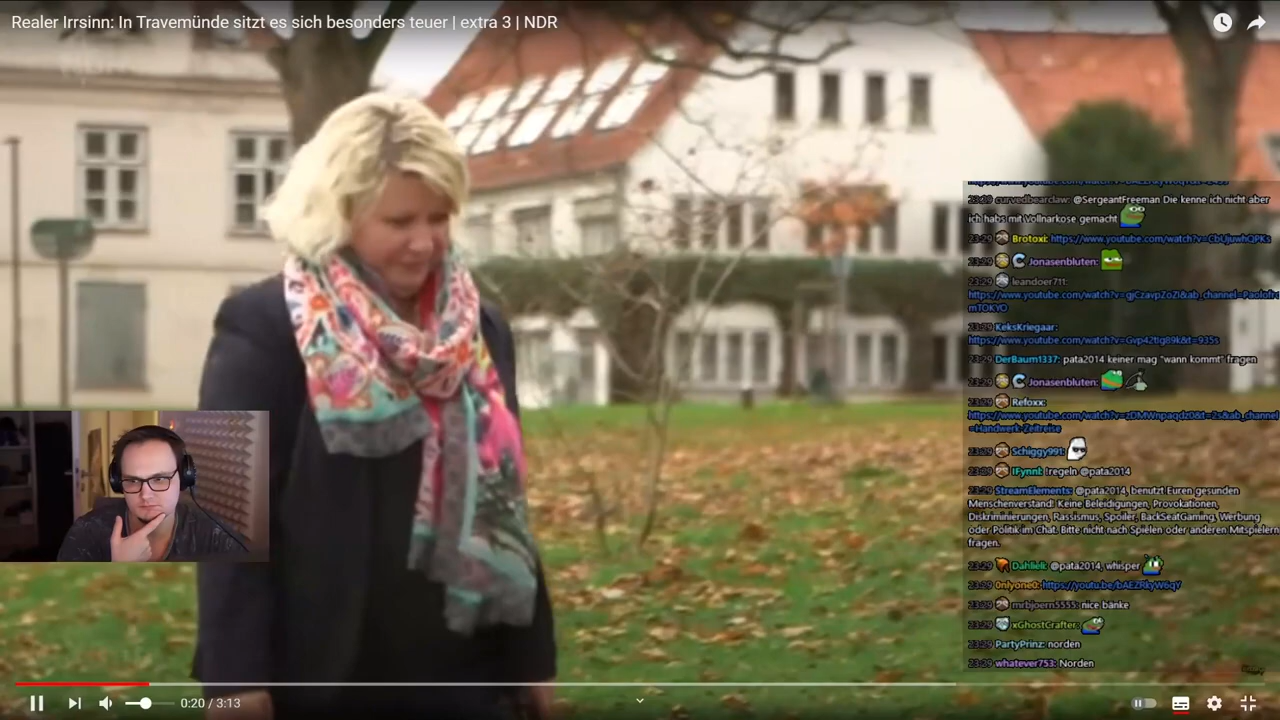 Realer Irrsinn: In Travemünde sitzt es sich besonders teuer | extra 3 | NDR
23:29 curvedbearclaw: @SergeantFreeman Die kenne ich nicht aber
ich habs mit Vollnarkose gemacht
23:29 Brotoxi: https://www.youtube.com/watch?v=CbUjuwhQPKs
23:29 Jonasenbluten:
23:29 leandoer711:
https://www.youtube.com/watch?v=gjCzavpZoZI&ab_channel=Paolofro
mTOKYO
23:29 KeksKriegaar:
https://www.youtube.com/watch?v=Gvp42tlg89k&t=935s
23:29 DerBaum1337: pata2014 keiner mag "wann kommt" fragen
23:29 Jonasenbluten:
23:29 Refoxx:
https://www.youtube.com/watch?v=zDMWnpaqdz0&t=2s&ab_channel
=Handwerk-Zeitreise
23:29 Schiggy991:
23:29 IFynnI: !regeln @pata2014
23:29 StreamElements: @pata2014, benutzt Euren gesunden
Menschenverstand! Keine Beleidigungen, Provokationen,
Diskriminierungen, Rassismus, Spoiler, BackSeatGaming, Werbung
oder Politik im Chat. Bitte nicht nach Spielen oder anderen Mitspielern
fragen.
23:29 Dahliek: @pata2014, whisper
23:29 0nlyone0: https://youtu.be/bAEZRkyW6qY
23:29 mrbjoern5555: nice bänke
23:29 xGhostCrafter:
23:29 PartyPrinz: norden
23:29 whatever753: Norden
0:20 / 3:13